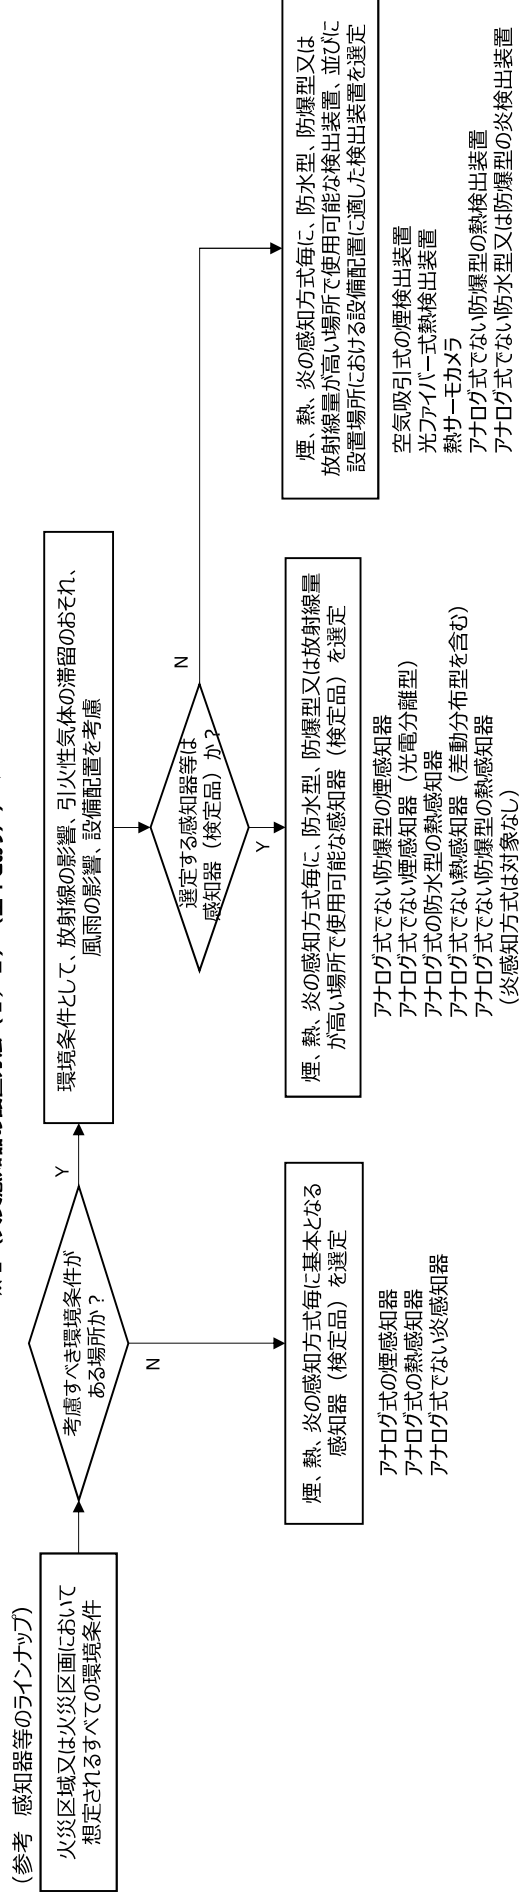 （参考　感知器等のラインナップ）
火災区域又は火災区画において
想定されるすべての環境条件
考慮すべき環境条件が
ある場所か？
Y
N
環境条件として、放射線の影響、引火性気体の滞留のおそれ、
風雨の影響、設備配置を考慮
選定する感知器等は
感知器（検定品）か？
N
Y
煙、熱、炎の感知方式毎に基本となる
感知器（検定品）を選定
アナログ式の煙感知器
アナログ式の熱感知器
アナログ式でない炎感知器
煙、熱、炎の感知方式毎に、防水型、防爆型又は放射線量
が高い場所で使用可能な感知器（検定品）を選定
アナログ式でない防爆型の煙感知器
アナログ式でない煙感知器（光電分離型）
アナログ式の防水型の熱感知器
アナログ式でない熱感知器（差動分布型を含む）
アナログ式でない防爆型の熱感知器
（炎感知方式は対象なし）
煙、熱、炎の感知方式毎に、防水型、防爆型又は
放射線量が高い場所で使用可能な検出装置、並びに
設置場所における設備配置に適した検出装置を選定
空気吸引式の煙検出装置
光ファイバー式熱検出装置
熱サーモカメラ
アナログ式でない防爆型の熱検出装置
アナログ式でない防水型又は防爆型の炎検出装置